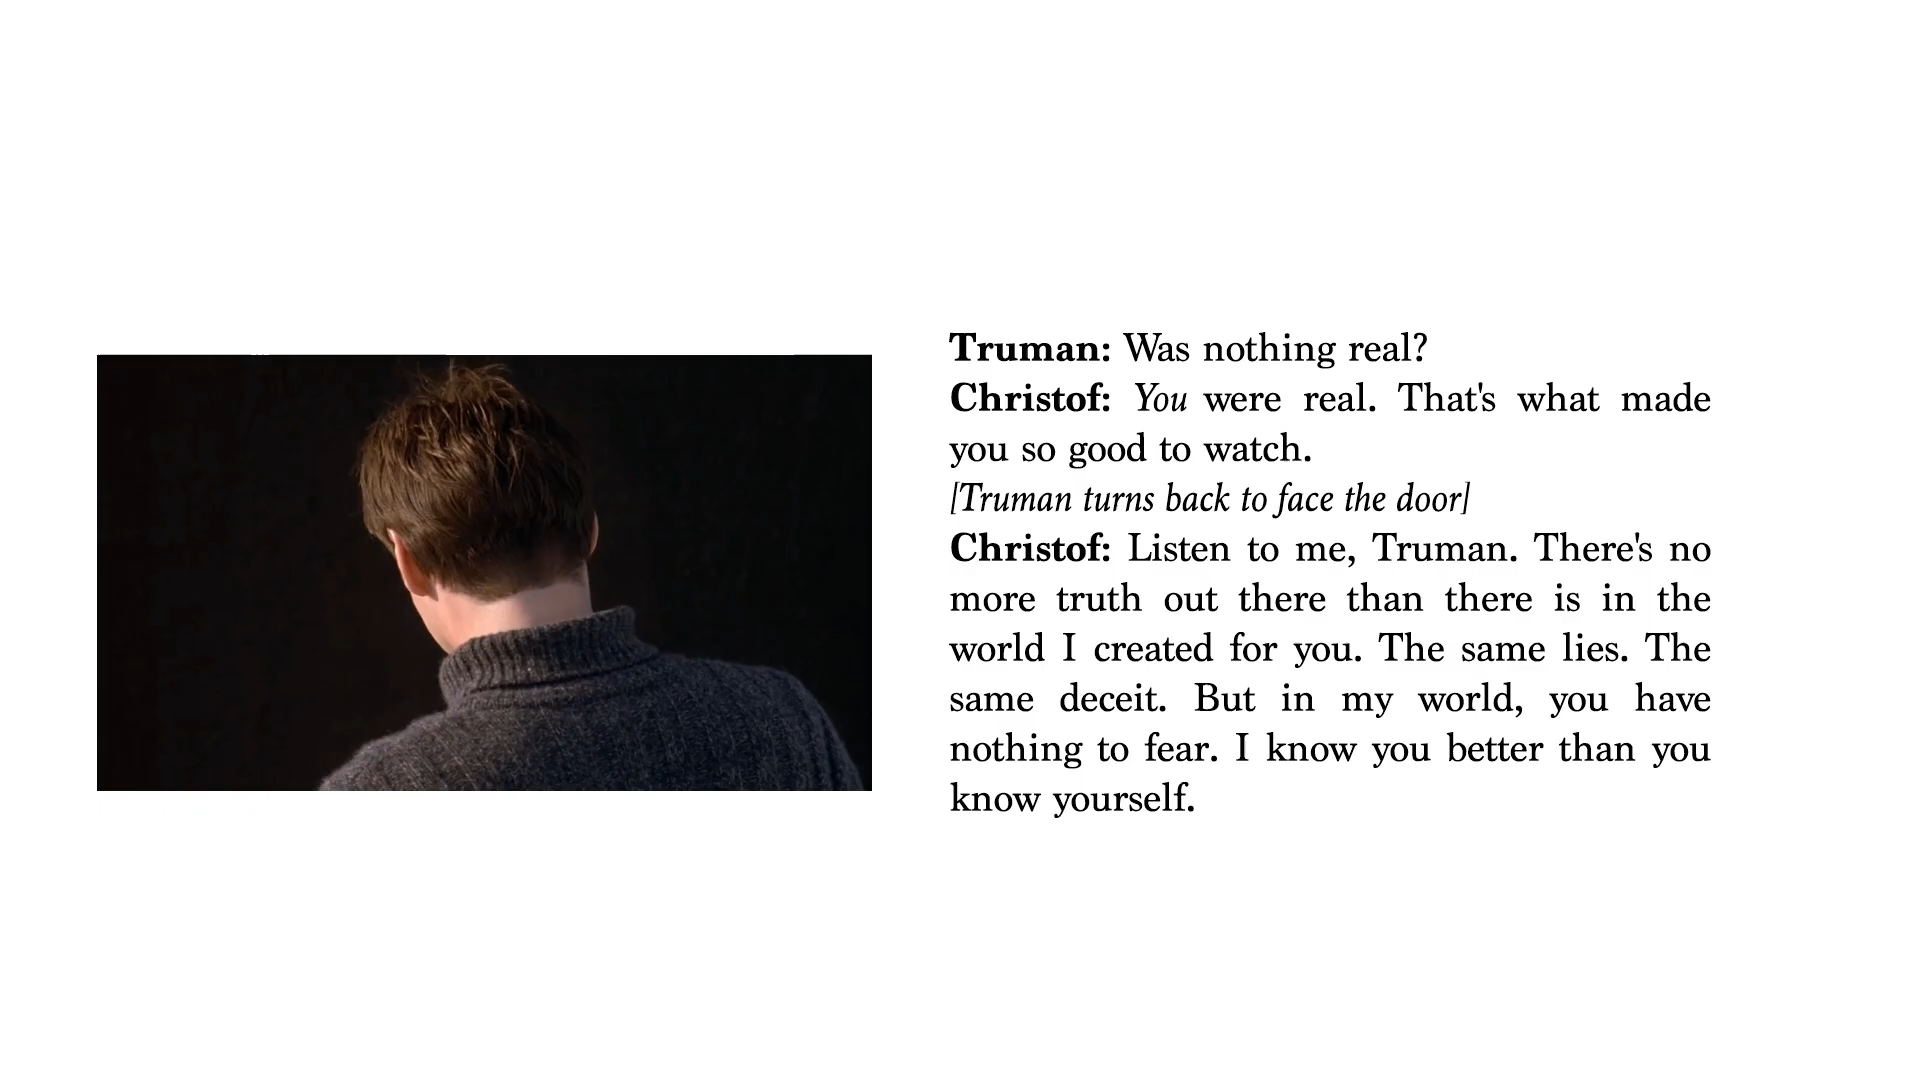 Truman: Was nothing real?
Christof: You were real. That's what made
you so good to watch.
[Truman turns back to face the door]
Christof: Listen to me, Truman. There's no
more truth out there than there is in the
world I created for you. The same lies. The
same deceit. But in my world, you have
nothing to fear. I know you better than you
know yourself.